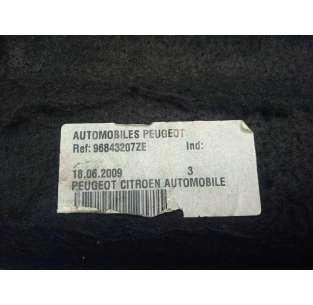 AUTOMOBILES PEUGEOT
Ref: 96843207ZE Ind:
18.06.2009 3
PEUGEOT CITROEN AUTOMOBILE